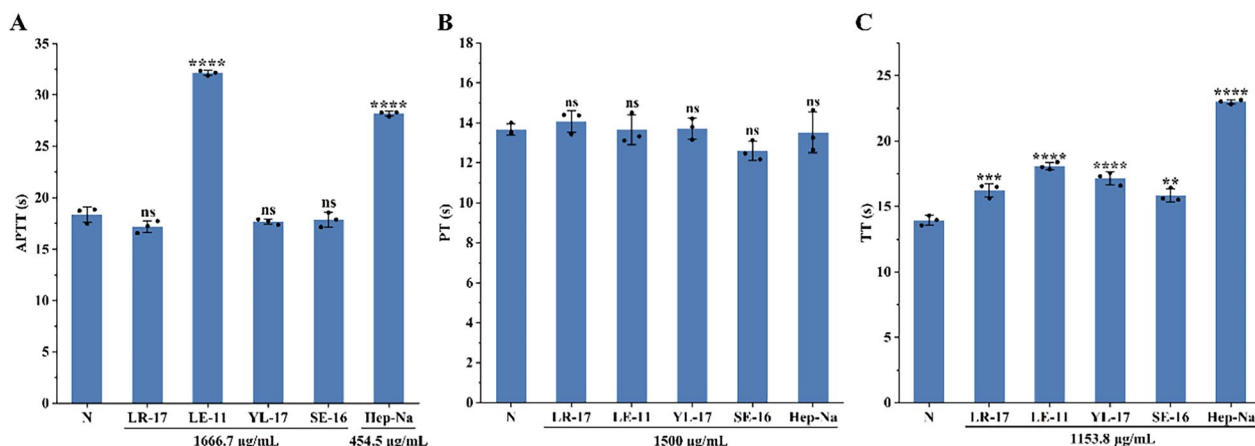 A
APTT (s)
35
30
25
20
15
10
5
0
ns
****
ns
ns
****
N
LR-17
LE-11
YL-17
SE-16
Hep-Na
1666.7 µg/mL
454.5 µg/mL
B
PT (s)
18
16
14
12
10
8
6
4
2
0
ns
ns
ns
ns
ns
N
LR-17
LE-11
YL-17
SE-16
Hep-Na
1500 µg/mL
C
TT (s)
25
20
15
10
5
0
***
****
****
**
****
N
LR-17
LE-11
YL-17
SE-16
Hep-Na
1153.8 µg/mL